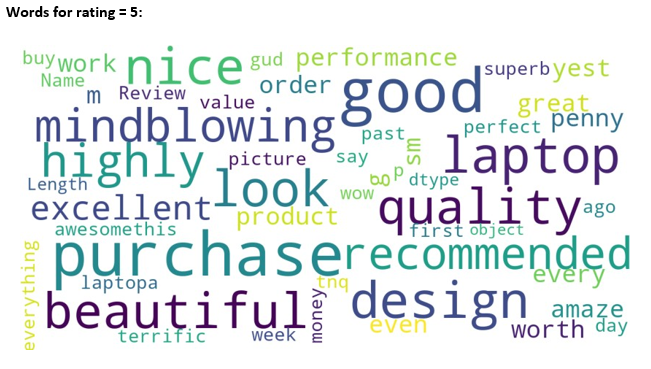 Words for rating = 5:
buy work nice gud performance
Name superb yest
m Review value order good great
mindblowing past perfect penny
highly picture say sm laptop
Length look wow g p dtype
excellent product quality ago
awesomethis first object
purchase recommended
everything laptopa tnq every
beautiful money design amaze
terrific week even worth day